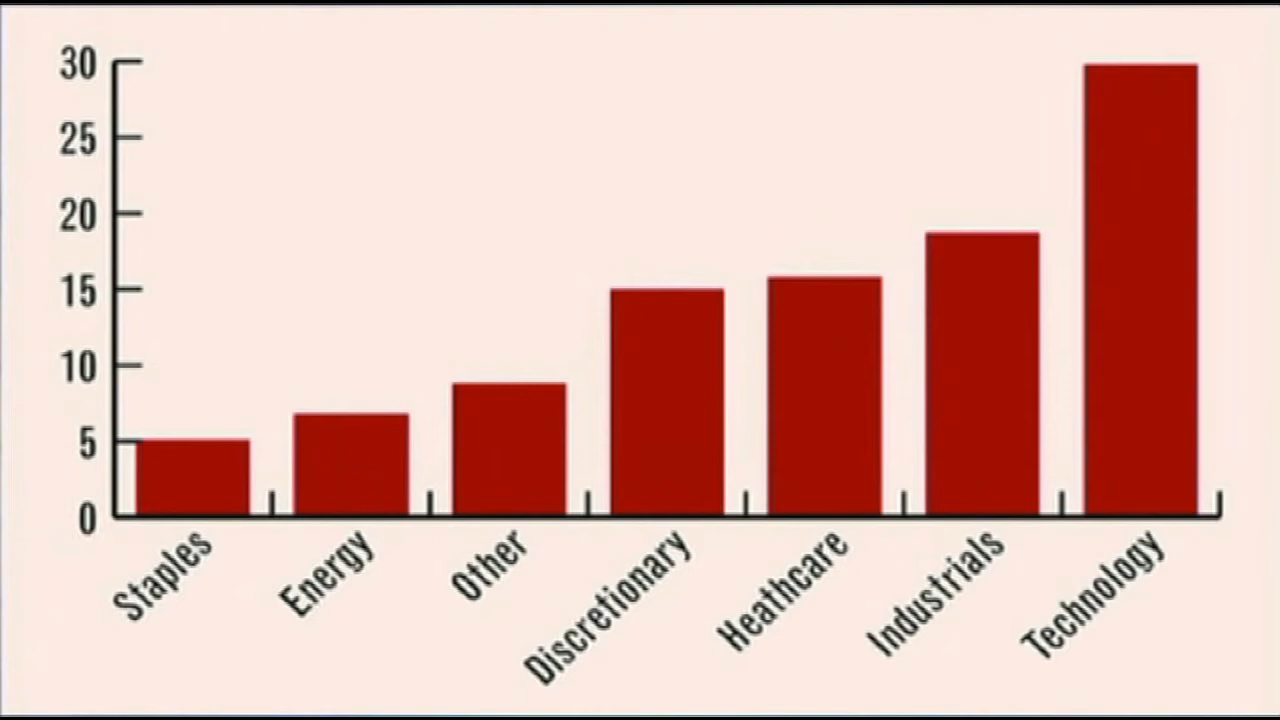 30
25
20
15
10
5
0
Staples
Energy
Other
Discretionary
Heathcare
Industrials
Technology